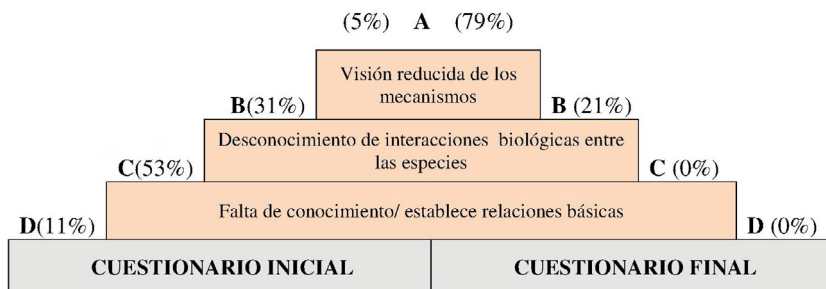 (5%) A (79%)
Visión reducida de los
mecanismos
B(31%) B (21%)
Desconocimiento de interacciones biológicas entre
las especies
C(53%) C (0%)
Falta de conocimiento/ establece relaciones básicas
D(11%) D (0%)
CUESTIONARIO INICIAL CUESTIONARIO FINAL